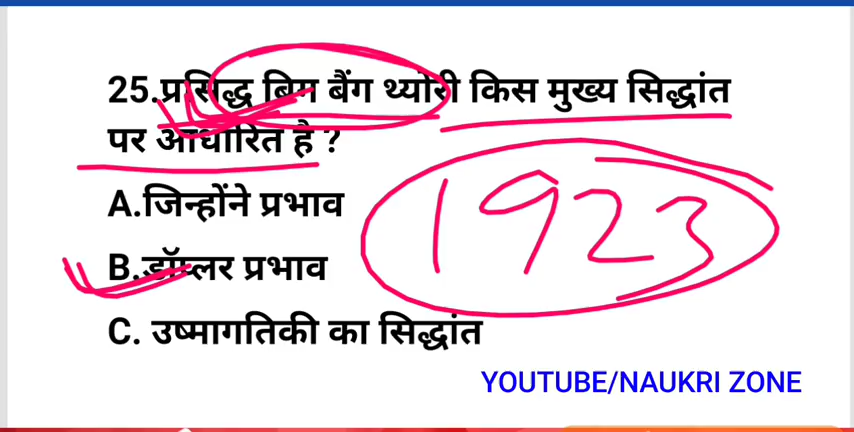 25.प्रसिद्ध बिग बैंग थ्योरी किस मुख्य सिद्धांत
पर आधारित है ?
A.जिन्होंने प्रभाव
1923
B.डॉप्लर प्रभाव
C. उष्मागतिकी का सिद्धांत
YOUTUBE/NAUKRI ZONE